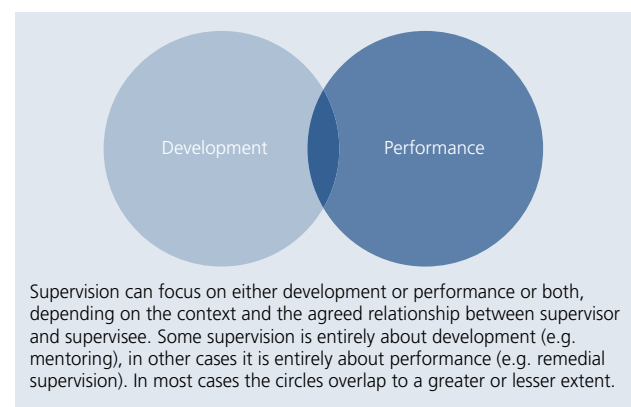 Development
Performance
Supervision can focus on either development or performance or both,
depending on the context and the agreed relationship between supervisor
and supervisee. Some supervision is entirely about development (e.g.
mentoring), in other cases it is entirely about performance (e.g. remedial
supervision). In most cases the circles overlap to a greater or lesser extent.